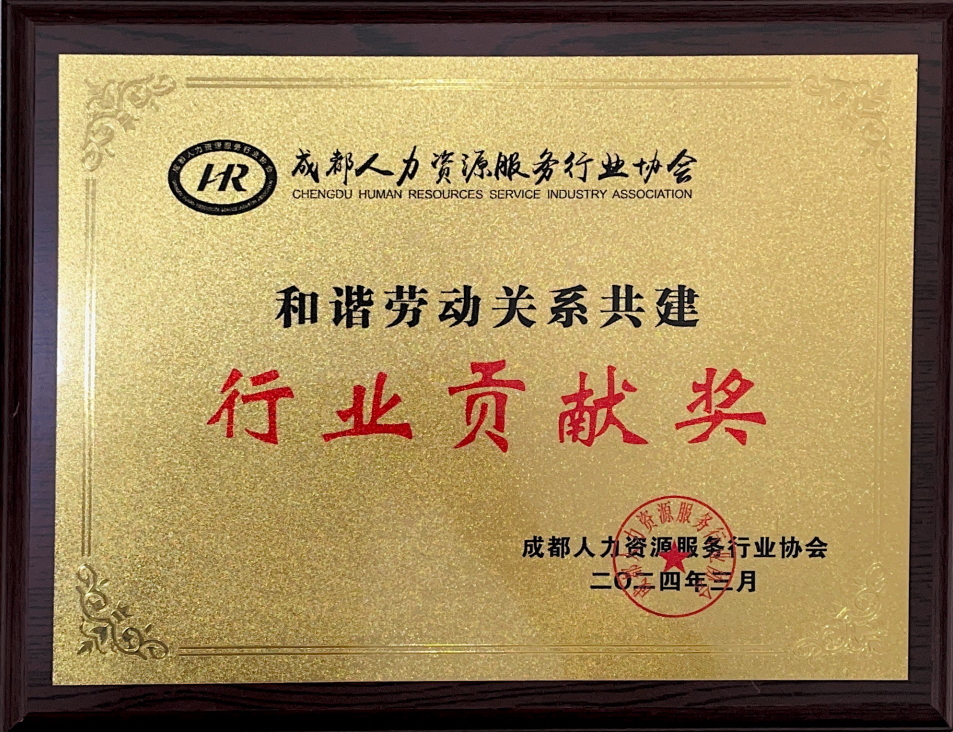 HR
成都人力资源服务行业协会
CHENGDU HUMAN RESOURCES SERVICE INDUSTRY ASSOCIATION
和谐劳动关系共建
行业贡献奖
成都人力资源服务行业协会
二〇二四年三月